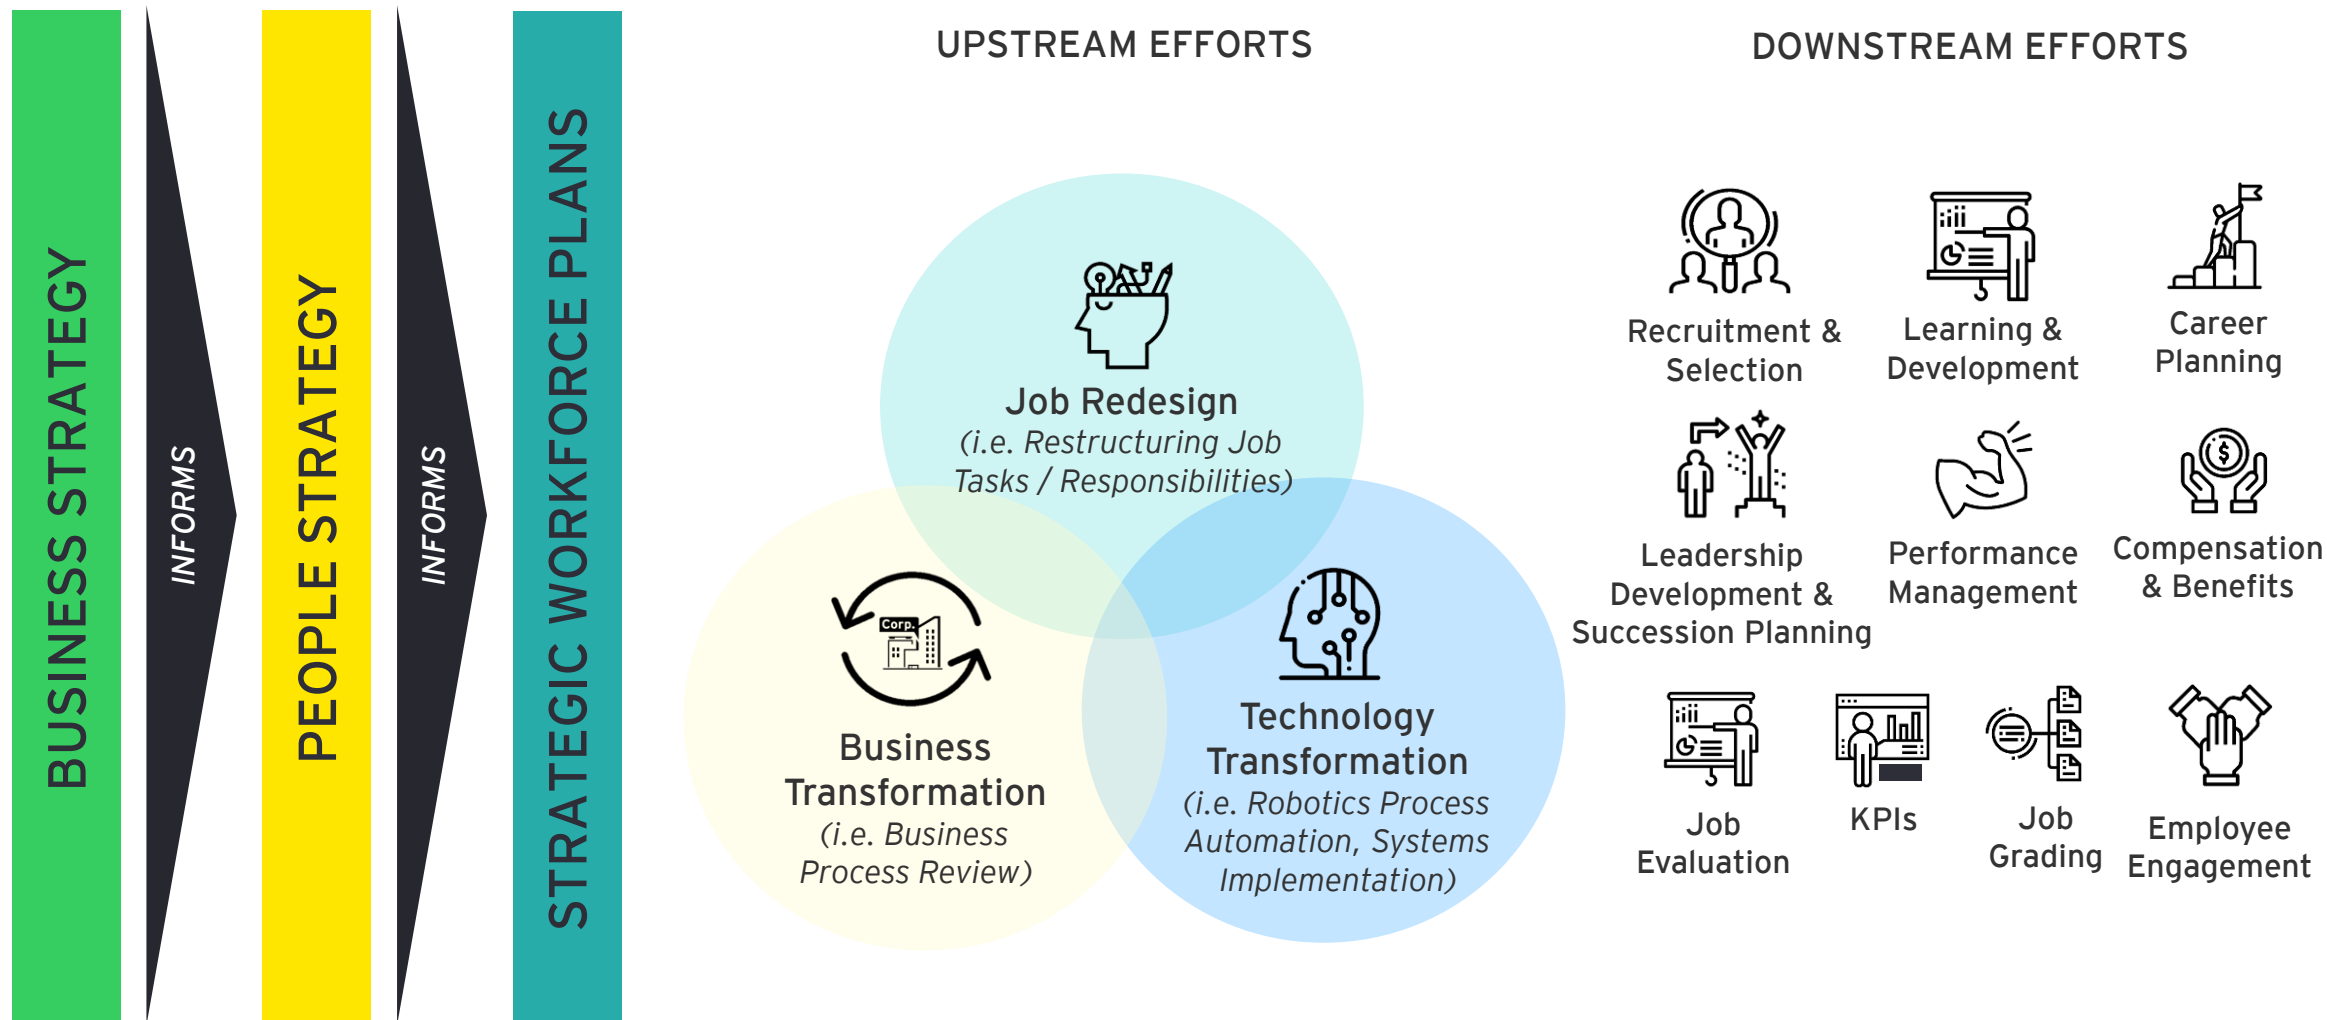 BUSINESS STRATEGY
INFORMS
PEOPLE STRATEGY
INFORMS
STRATEGIC WORKFORCE PLANS
UPSTREAM EFFORTS
Job Redesign
(i.e. Restructuring Job
Tasks / Responsibilities)
Corp.
Business
Transformation
(i.e. Business
Process Review)
Technology
Transformation
(i.e. Robotics Process
Automation, Systems
Implementation)
DOWNSTREAM EFFORTS
Recruitment &
Selection
Learning &
Development
Career
Planning
Leadership
Development &
Succession Planning
Performance
Management
$
Compensation
& Benefits
Job
Evaluation
KPIs
Job
Grading
Employee
Engagement